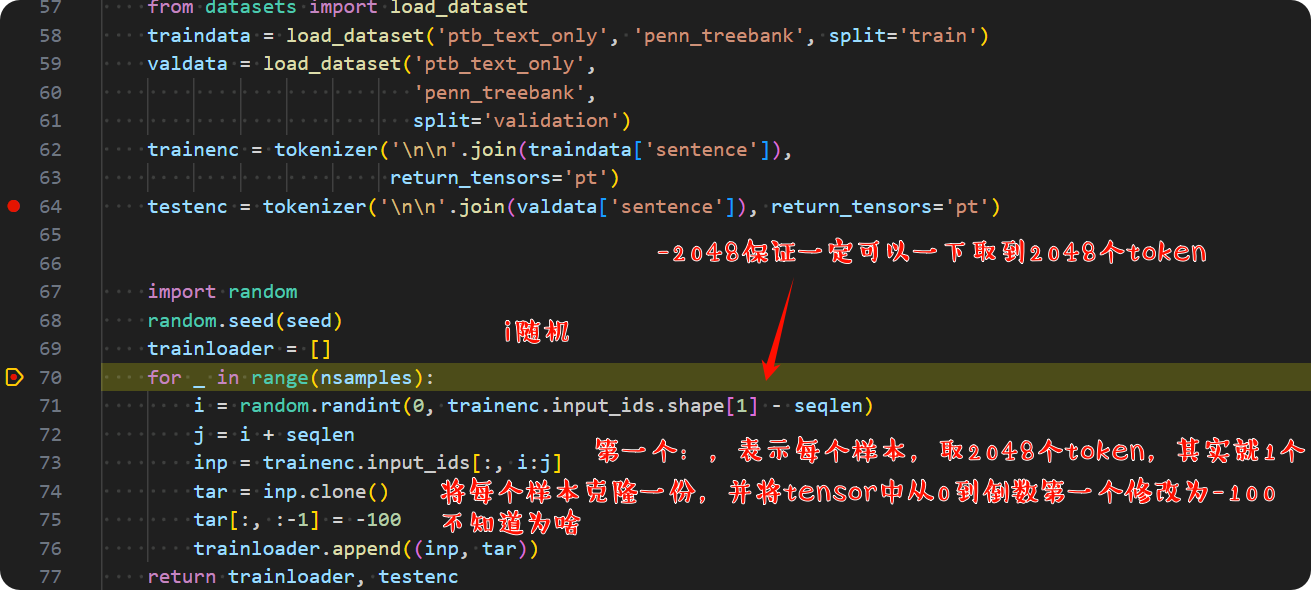 57 from datasets import load_dataset
58 traindata = load_dataset('ptb_text_only', 'penn_treebank', split='train')
59 valdata = load_dataset('ptb_text_only',
60 'penn_treebank',
61 split='validation')
62 trainenc = tokenizer('\n\n'.join(traindata['sentence']),
63 return_tensors='pt')
64 testenc = tokenizer('\n\n'.join(valdata['sentence']), return_tensors='pt')
65
-2048保证一定可以一下取到2048个token
66
67 import random
68 random.seed(seed)
i随机
69 trainloader = []
70 for _ in range(nsamples):
71 i = random.randint(0, trainenc.input_ids.shape[1] - seqlen)
72 j = i + seqlen
73 inp = trainenc.input_ids[:, i:j] 第一个:,表示每个样本,取2048个token,其实就1个
74 tar = inp.clone() 将每个样本克隆一份,并将tensor中从0到倒数第一个修改为-100
75 tar[:, :-1] = -100 不知道为啥
76 trainloader.append((inp, tar))
77 return trainloader, testenc